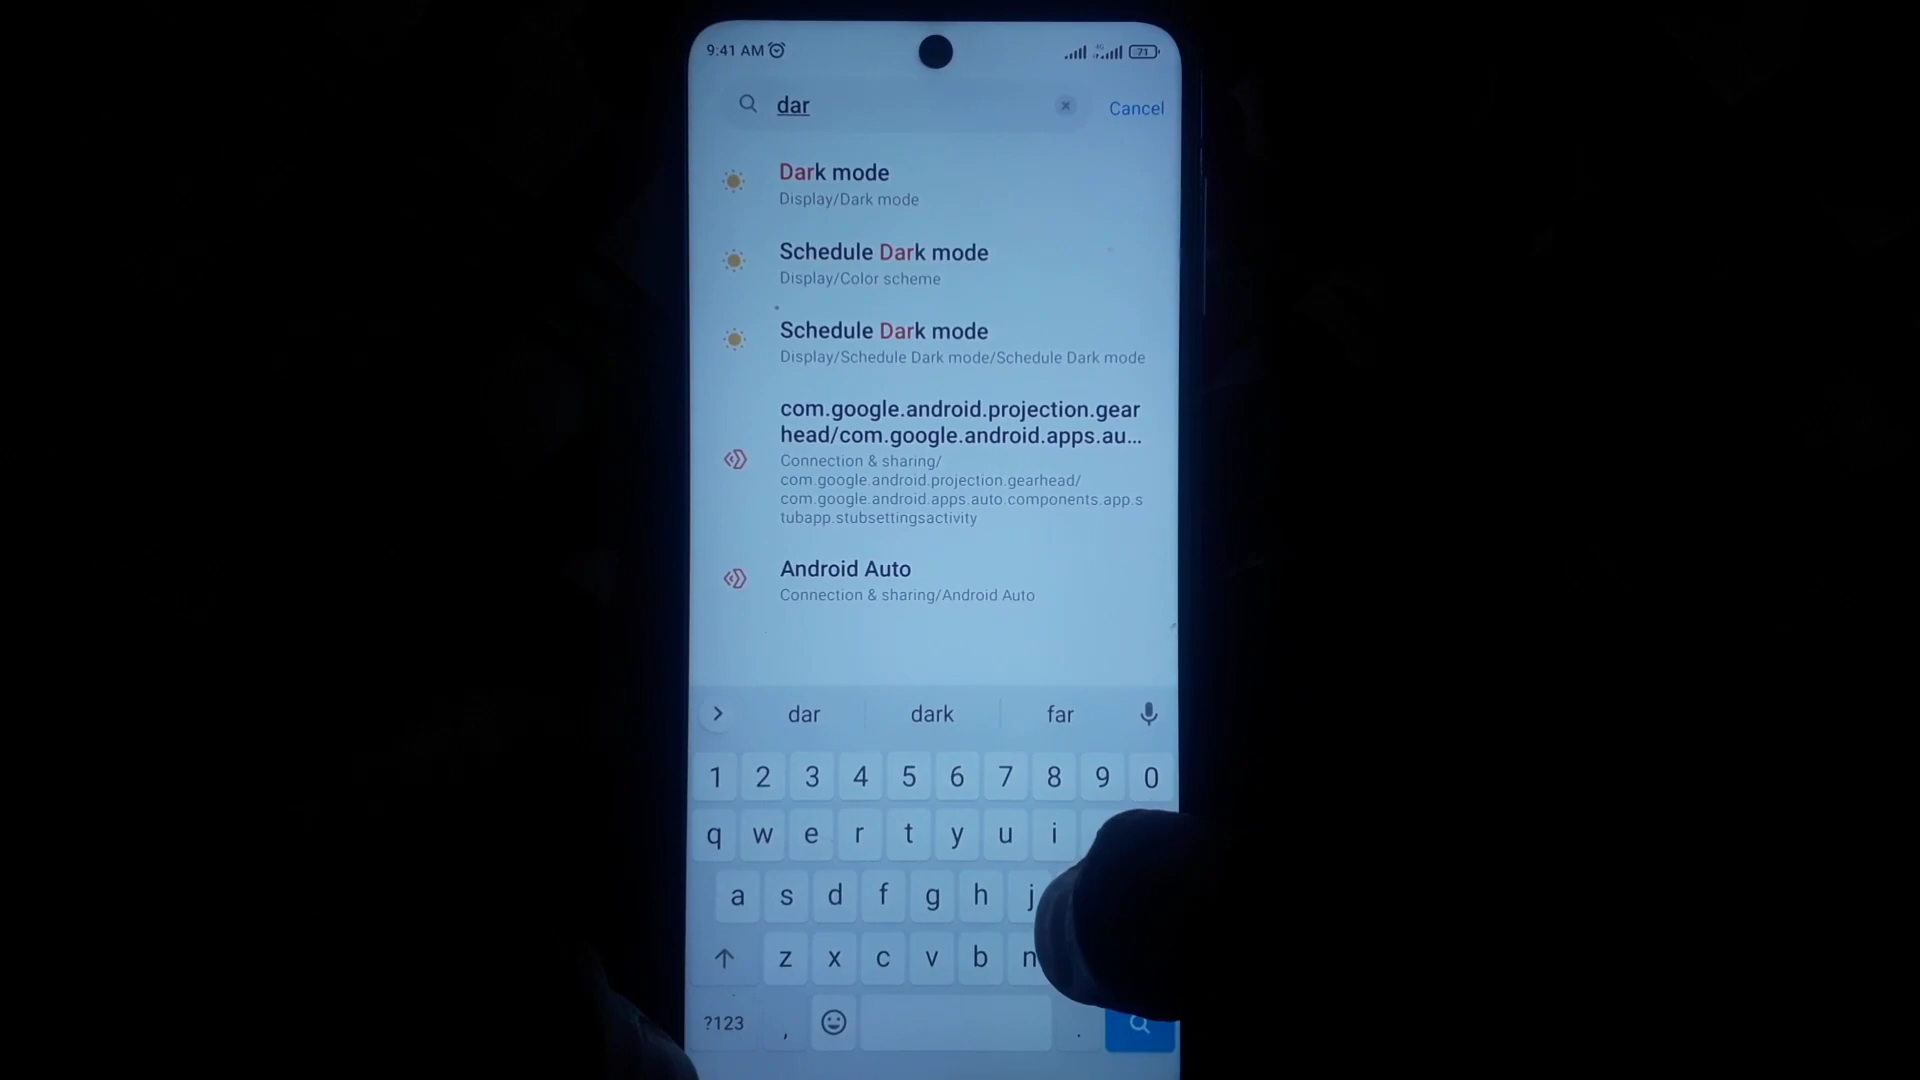 9:41 AM
4G
71
dar
Cancel
Dark mode
Display/Dark mode
Schedule Dark mode
Display/Color scheme
Schedule Dark mode
Display/Schedule Dark mode/Schedule Dark mode
com.google.android.projection.gear
head/com.google.android.apps.au...
Connection & sharing/
com.google.android.projection.gearhead/
com.google.android.apps.auto.components.app.s
tubapp.stubsettingsactivity
Android Auto
Connection & sharing/Android Auto
dar dark far
1 2 3 4 5 6 7 8 9 0
q w e r t y u i
a s d f g h j
z x c v b n
?123 , .